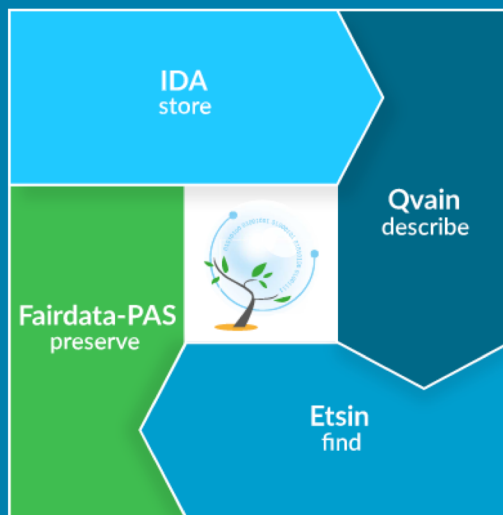 IDA
store
Qvain
describe
Fairdata-PAS
preserve
Etsin
find